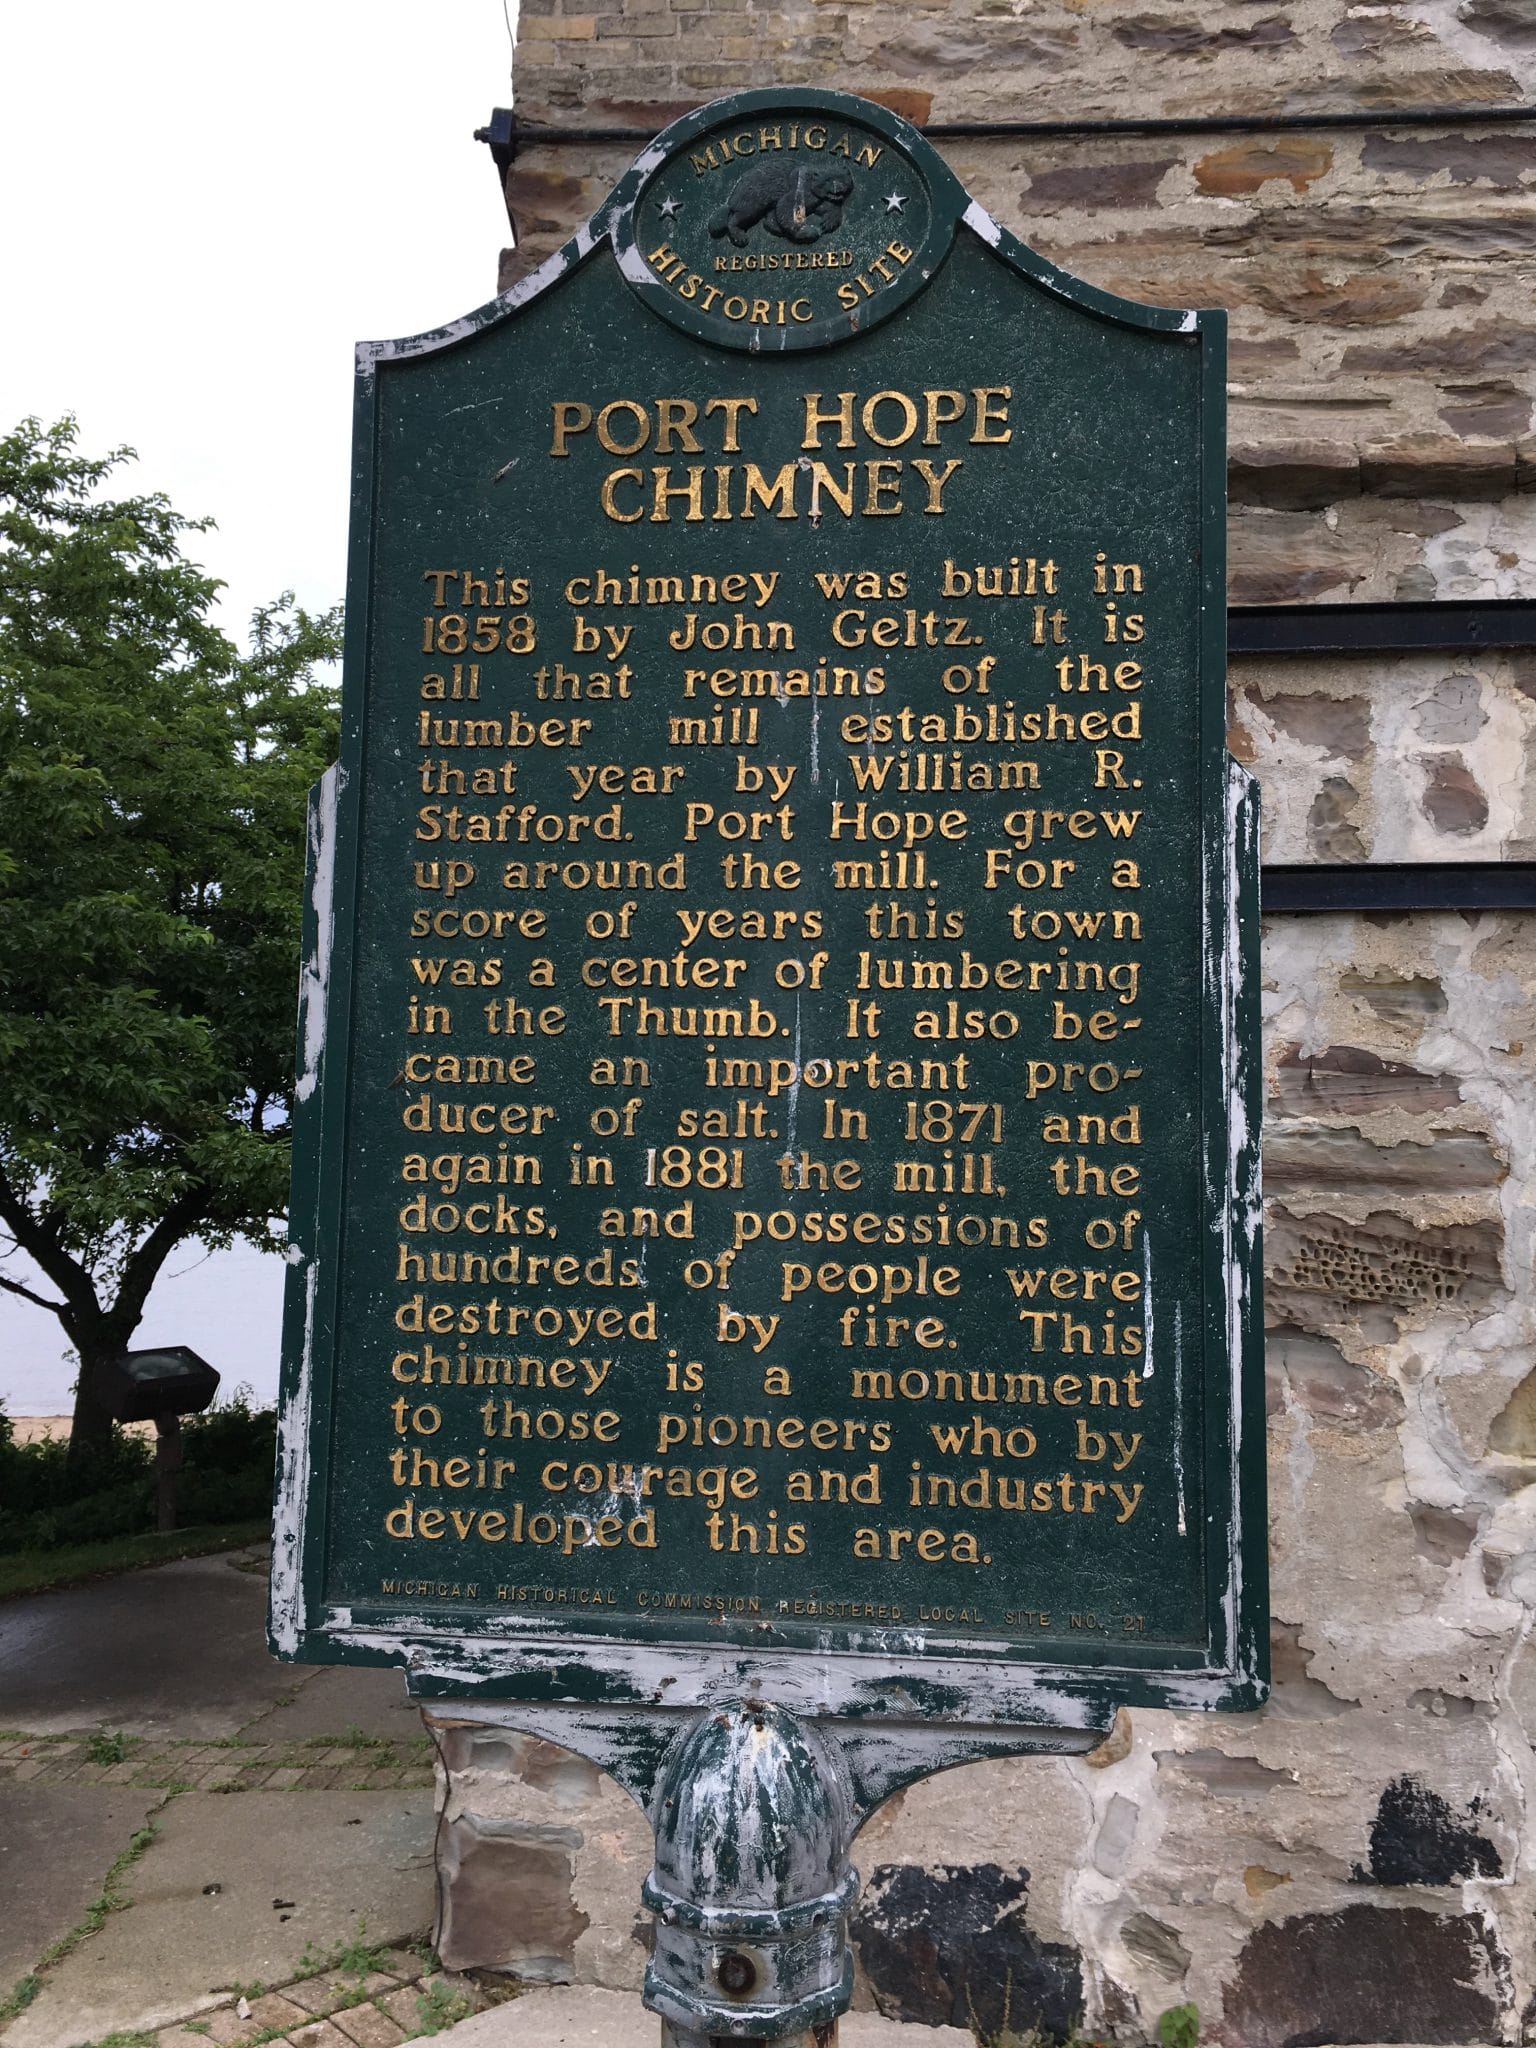 MICHIGAN
REGISTERED
HISTORIC SITE
PORT HOPE
CHIMNEY
This chimney was built in
1858 by John Geltz. It is
all that remains of the
lumber mill established
that year by William R.
Stafford. Port Hope grew
up around the mill. For a
score of years this town
was a center of lumbering
in the Thumb. It also be-
came an important pro-
ducer of salt. In 1871 and
again in 1881 the mill, the
docks, and possessions of
hundreds of people were
destroyed by fire. This
chimney is a monument
to those pioneers who by
their courage and industry
developed this area.
MICHIGAN HISTORICAL COMMISSION REGISTERED LOCAL SITE NO. 21